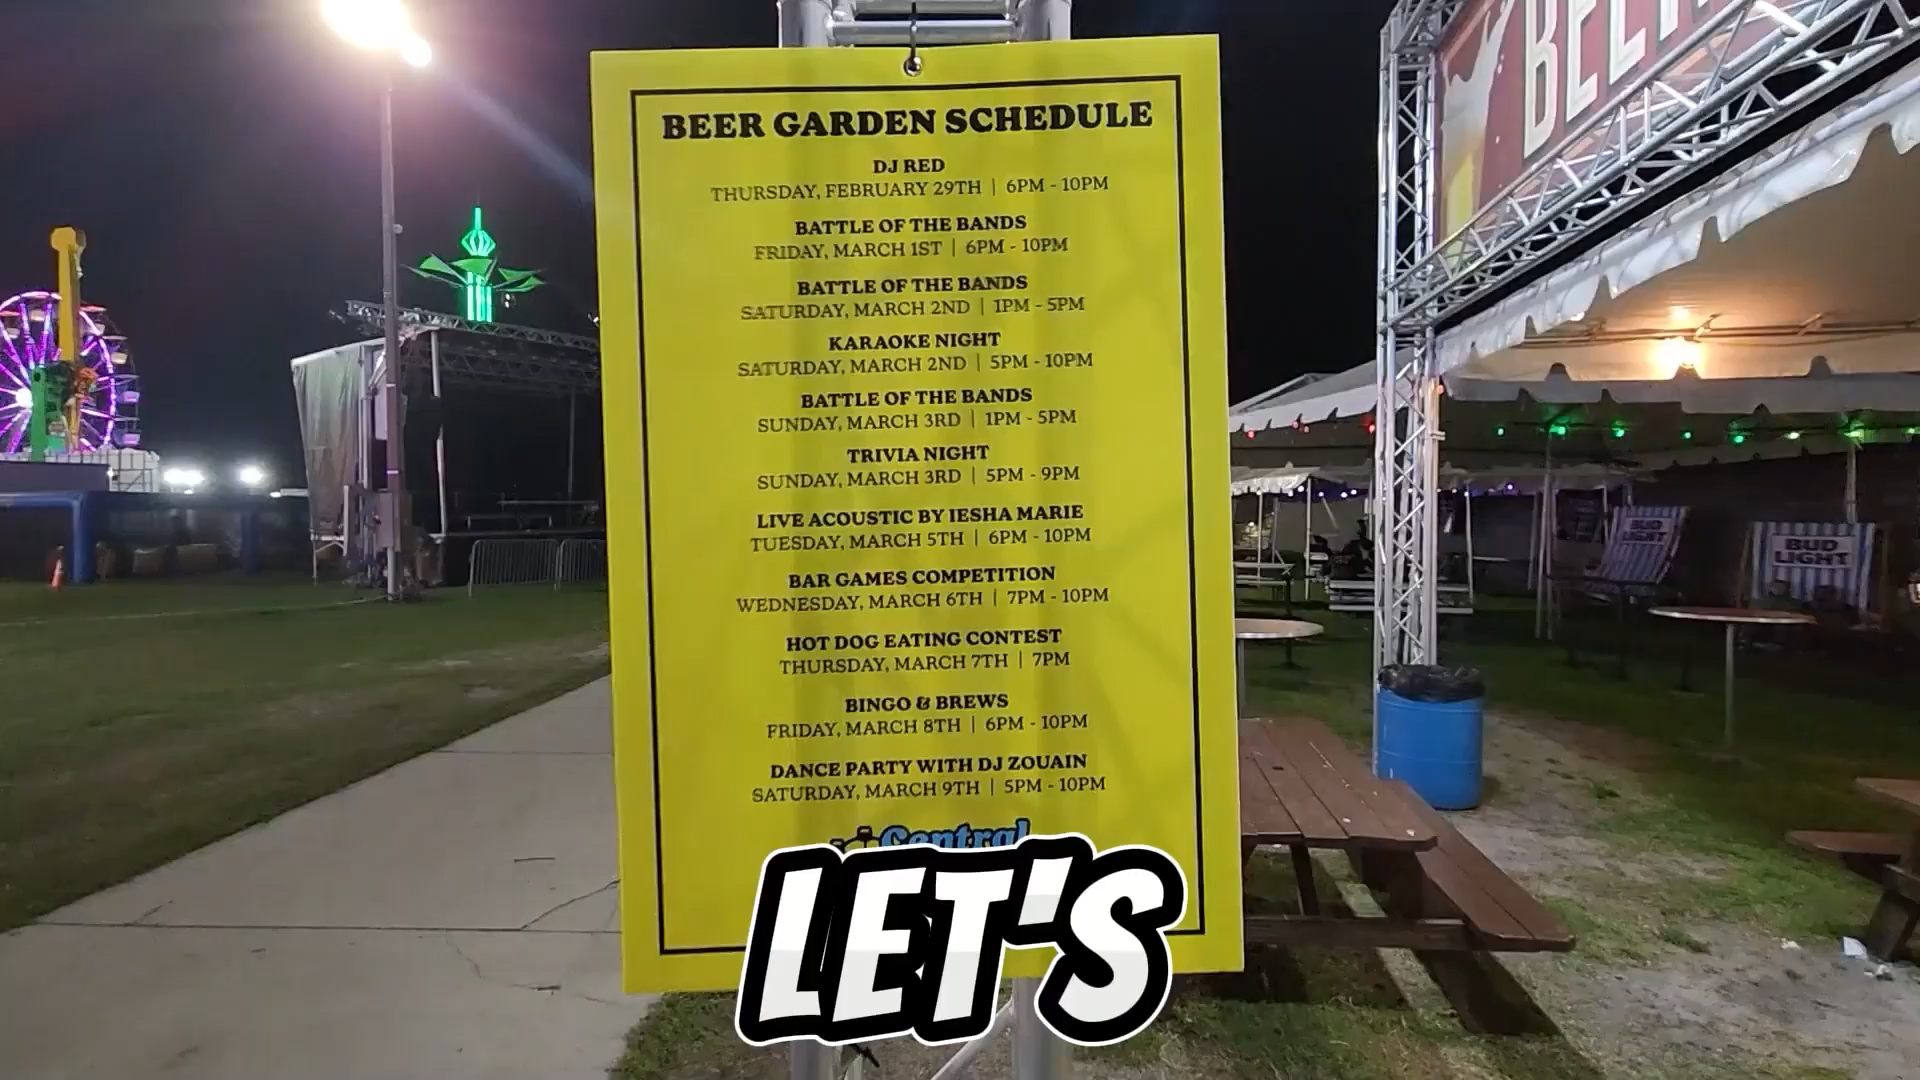 BEER GARDEN SCHEDULE
DJ RED
THURSDAY, FEBRUARY 29TH | 6PM - 10PM
BATTLE OF THE BANDS
FRIDAY, MARCH 1ST | 6PM - 10PM
BATTLE OF THE BANDS
SATURDAY, MARCH 2ND | 1PM - 5PM
KARAOKE NIGHT
SATURDAY, MARCH 2ND | 5PM - 10PM
BATTLE OF THE BANDS
SUNDAY, MARCH 3RD | 1PM - 5PM
TRIVIA NIGHT
SUNDAY, MARCH 3RD | 5PM - 9PM
LIVE ACOUSTIC BY IESHA MARIE
TUESDAY, MARCH 5TH | 6PM - 10PM
BAR GAMES COMPETITION
WEDNESDAY, MARCH 6TH | 7PM - 10PM
HOT DOG EATING CONTEST
THURSDAY, MARCH 7TH | 7PM
BINGO & BREWS
FRIDAY, MARCH 8TH | 6PM - 10PM
DANCE PARTY WITH DJ ZOUAIN
SATURDAY, MARCH 9TH | 5PM - 10PM
Central
LET'S
BUD
LIGHT
BUD
LIGHT